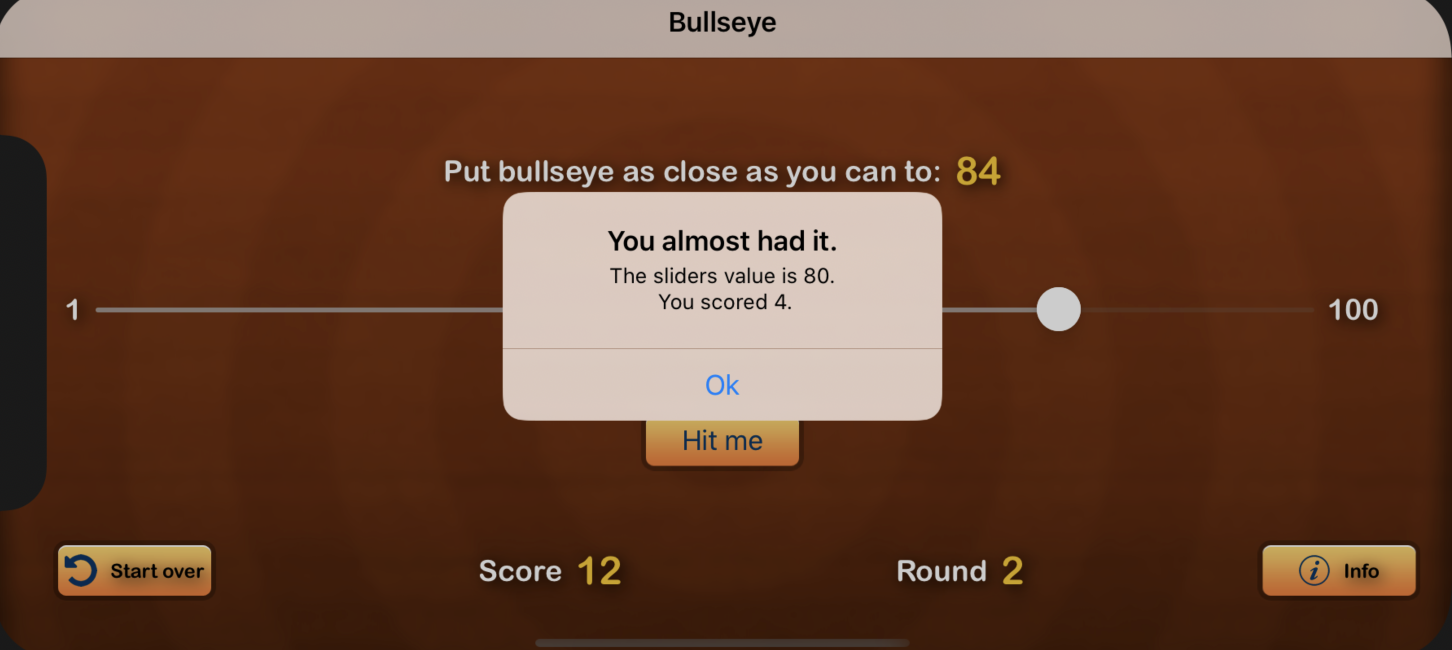 Bullseye
Put bullseye as close as you can to: 84
You almost had it.
The sliders value is 80.
You scored 4.
1
100
Ok
Hit me
Start over
Score 12
Round 2
i Info